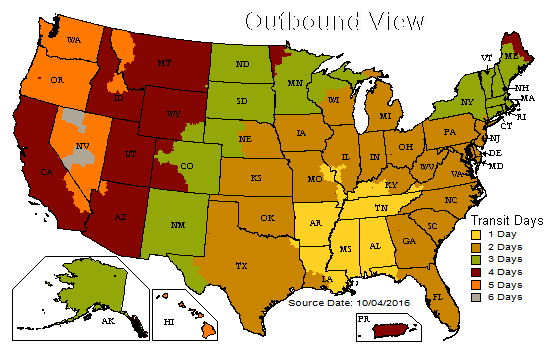 Outbound View
WA
OR
CA
NV
ID
MT
WY
UT
AZ
CO
NM
ND
SD
NE
KS
OK
TX
MN
IA
MO
AR
LA
WI
IL
MS
MI
IN
KY
TN
AL
OH
WV
VA
NC
SC
GA
FL
PA
NY
VT
ME
NH
MA
RI
CT
NJ
DE
MD
AK
HI
PR
Transit Days
1 Day
2 Days
3 Days
4 Days
5 Days
6 Days
Source Date: 10/04/2016